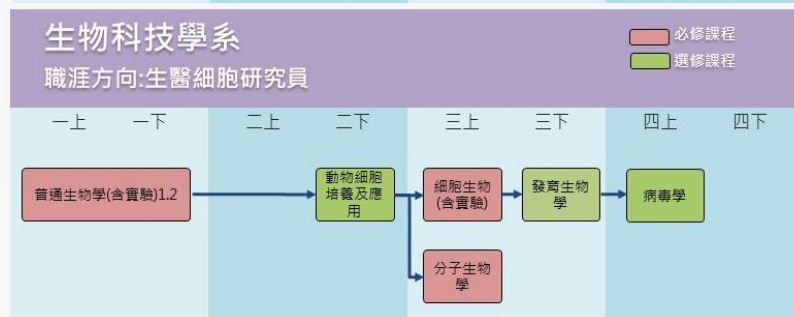 生物科技學系
職涯方向:生醫細胞研究員
必修課程
選修課程
一上 一下 二上 二下 三上 三下 四上 四下
普通生物學(含實驗)1.2
動物細胞
培養及應
用
細胞生物
(含實驗)
發育生物
學
病毒學
分子生物
學